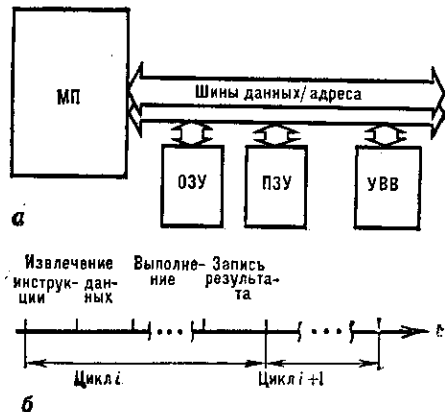 МП
Шины данных/адреса
ОЗУ
ПЗУ
УВВ
а
Извлечение
инструк-
ции
дан-
ных
Выполне-
ение
Запись
результа-
та
t
Цикл i
Цикл i+1
б